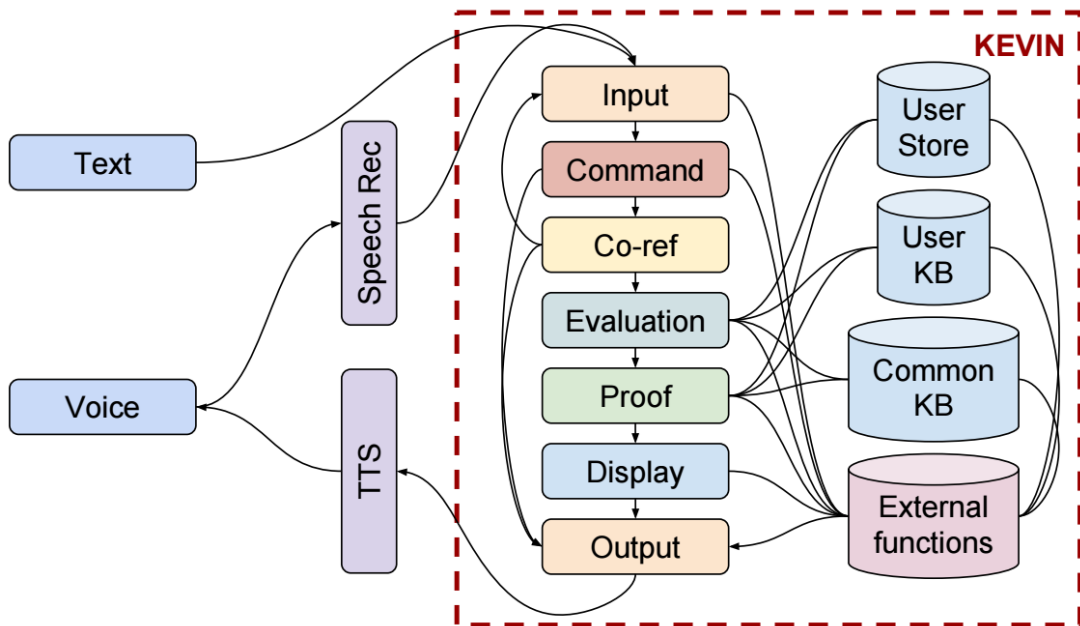 KEVIN
Text
Voice
Speech Rec
TTS
Input
Command
Co-ref
Evaluation
Proof
Display
Output
User
Store
User
KB
Common
KB
External
functions